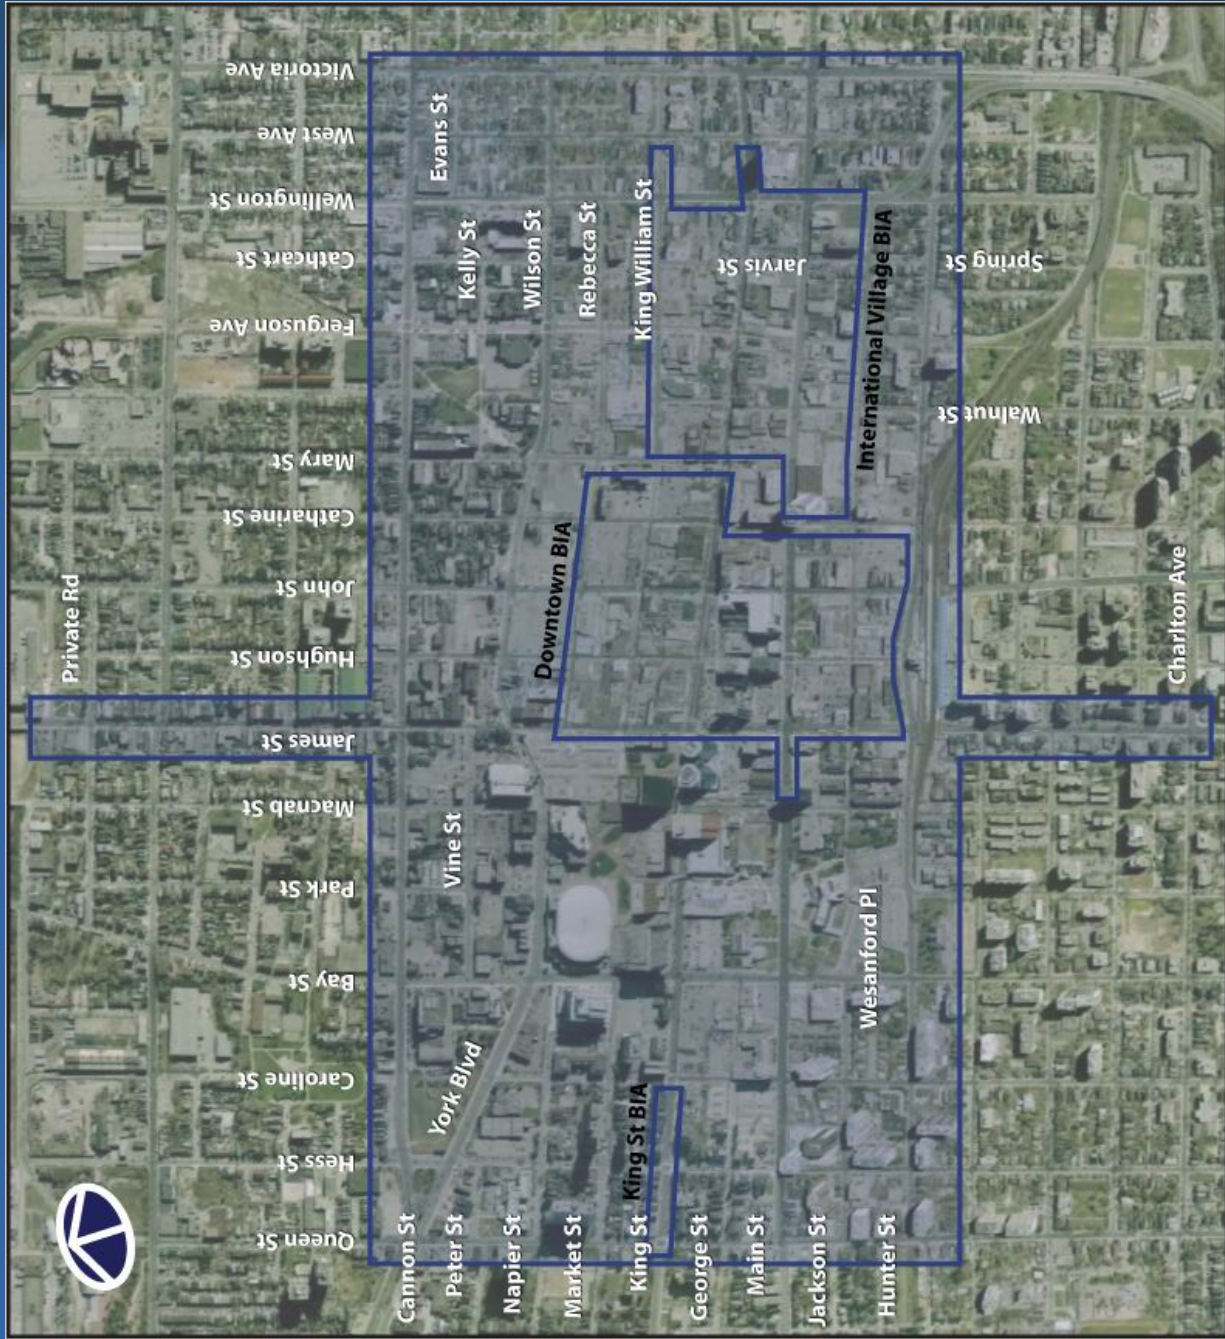 Victoria Ave
West Ave
Wellington St
Cathcart St
Ferguson Ave
Mary St
Catharine St
John St
Hughson St
James St
Macnab St
Park St
Bay St
Caroline St
Hess St
Queen St
Private Rd
Evans St
Kelly St
Wilson St
Rebecca St
King William St
Jarvis St
International Village BIA
Spring St
Walnut St
Downtown BIA
Charlton Ave
Vine St
Wesanford Pl
York Blvd
King St BIA
Cannon St
Peter St
Napier St
Market St
King St
George St
Main St
Jackson St
Hunter St